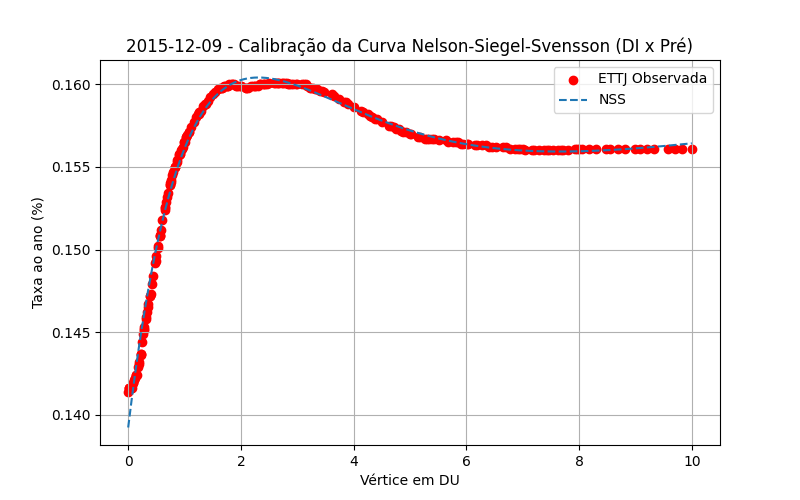 2015-12-09 - Calibração da Curva Nelson-Siegel-Svensson (DI x Pré)
ETTJ Observada
NSS
Taxa ao ano (%)
0.160
0.155
0.150
0.145
0.140
0 2 4 6 8 10
Vértice em DU